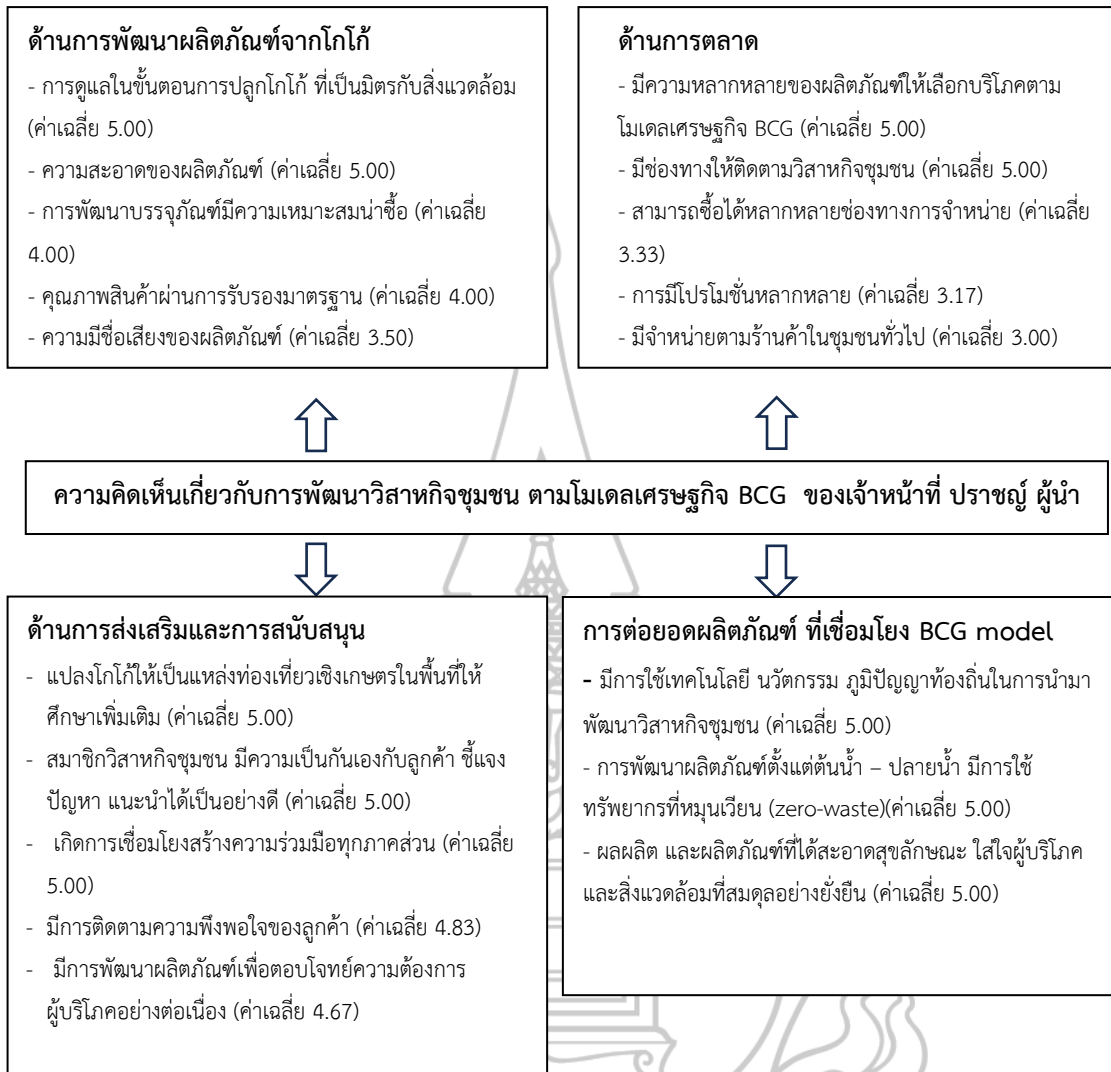 ด้านการพัฒนาผลิตภัณฑ์จากโกโก้
- การดูแลในขั้นตอนการปลูกโกโก้ ที่เป็นมิตรกับสิ่งแวดล้อม
(ค่าเฉลี่ย 5.00)
- ความสะอาดของผลิตภัณฑ์ (ค่าเฉลี่ย 5.00)
- การพัฒนาบรรจุภัณฑ์มีความเหมาะสมน่าซื้อ (ค่าเฉลี่ย
4.00)
- คุณภาพสินค้าผ่านการรับรองมาตรฐาน (ค่าเฉลี่ย 4.00)
- ความมีชื่อเสียงของผลิตภัณฑ์ (ค่าเฉลี่ย 3.50)
ด้านการตลาด
- มีความหลากหลายของผลิตภัณฑ์ให้เลือกบริโภคตาม
โมเดลเศรษฐกิจ BCG (ค่าเฉลี่ย 5.00)
- มีช่องทางให้ติดตามวิสาหกิจชุมชน (ค่าเฉลี่ย 5.00)
- สามารถซื้อได้หลากหลายช่องทางการจำหน่าย (ค่าเฉลี่ย
3.33)
- การมีโปรโมชั่นหลากหลาย (ค่าเฉลี่ย 3.17)
- มีจำหน่ายตามร้านค้าในชุมชนทั่วไป (ค่าเฉลี่ย 3.00)
ความคิดเห็นเกี่ยวกับการพัฒนาวิสาหกิจชุมชน ตามโมเดลเศรษฐกิจ BCG ของเจ้าหน้าที่ ปราชญ์ ผู้นำ
ด้านการส่งเสริมและการสนับสนุน
- แปลงโกโก้ให้เป็นแหล่งท่องเที่ยวเชิงเกษตรในพื้นที่ให้
ศึกษาเพิ่มเติม (ค่าเฉลี่ย 5.00)
- สมาชิกวิสาหกิจชุมชน มีความเป็นกันเองกับลูกค้า ชี้แจง
ปัญหา แนะนำได้เป็นอย่างดี (ค่าเฉลี่ย 5.00)
- เกิดการเชื่อมโยงสร้างความร่วมมือทุกภาคส่วน (ค่าเฉลี่ย
5.00)
- มีการติดตามความพึงพอใจของลูกค้า (ค่าเฉลี่ย 4.83)
- มีการพัฒนาผลิตภัณฑ์เพื่อตอบโจทย์ความต้องการ
ผู้บริโภคอย่างต่อเนื่อง (ค่าเฉลี่ย 4.67)
การต่อยอดผลิตภัณฑ์ ที่เชื่อมโยง BCG model
- มีการใช้เทคโนโลยี นวัตกรรม ภูมิปัญญาท้องถิ่นในการนำมา
พัฒนาวิสาหกิจชุมชน (ค่าเฉลี่ย 5.00)
- การพัฒนาผลิตภัณฑ์ตั้งแต่ต้นน้ำ – ปลายน้ำ มีการใช้
ทรัพยากรที่หมุนเวียน (zero-waste)(ค่าเฉลี่ย 5.00)
- ผลผลิต และผลิตภัณฑ์ที่ได้สะอาดสุขลักษณะ ใส่ใจผู้บริโภค
และสิ่งแวดล้อมที่สมดุลอย่างยั่งยืน (ค่าเฉลี่ย 5.00)